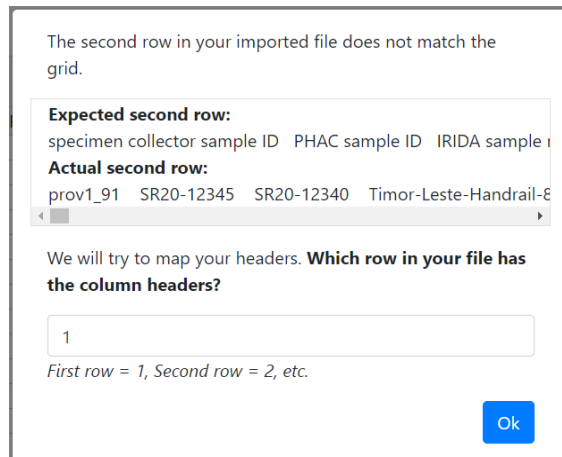 The second row in your imported file does not match the
grid.
Expected second row:
specimen collector sample ID PHAC sample ID IRIDA sample
Actual second row:
prov1_91 SR20-12345 SR20-12340 Timor-Leste-Handrail-8
We will try to map your headers. Which row in your file has
the column headers?
1
First row = 1, Second row = 2, etc.
Ok